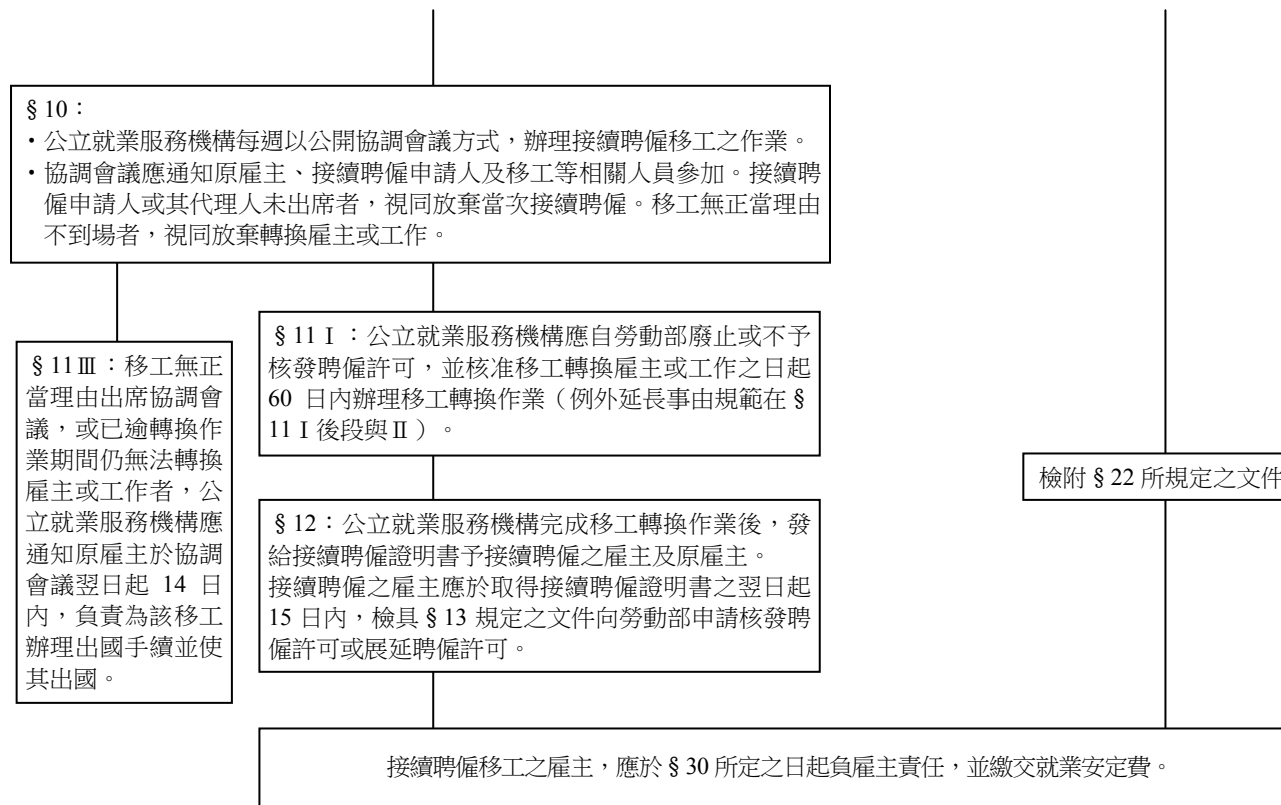 § 10：
・公立就業服務機構每週以公開協調會議方式，辦理接續聘僱移工之作業。
・協調會議應通知原雇主、接續聘僱申請人及移工等相關人員參加。接續聘
僱申請人或其代理人未出席者，視同放棄當次接續聘僱。移工無正當理由
不到場者，視同放棄轉換雇主或工作。
§ 11 Ⅲ：移工無正
當理由出席協調會
議，或已逾轉換作
業期間仍無法轉換
雇主或工作者，公
立就業服務機構應
通知原雇主於協調
會議翌日起 14 日
內，負責為該移工
辦理出國手續並使
其出國。
§ 11 Ⅰ：公立就業服務機構應自勞動部廢止或不予
核發聘僱許可，並核准移工轉換雇主或工作之日起
60 日內辦理移工轉換作業（例外延長事由規範在 §
11 Ⅰ 後段與 Ⅱ）。
§ 12：公立就業服務機構完成移工轉換作業後，發
給接續聘僱證明書予接續聘僱之雇主及原雇主。
接續聘僱之雇主應於取得接續聘僱證明書之翌日起
15 日內，檢具 § 13 規定之文件向勞動部申請核發聘
僱許可或展延聘僱許可。
檢附 § 22 所規定之文件
接續聘僱移工之雇主，應於 § 30 所定之日起負雇主責任，並繳交就業安定費。